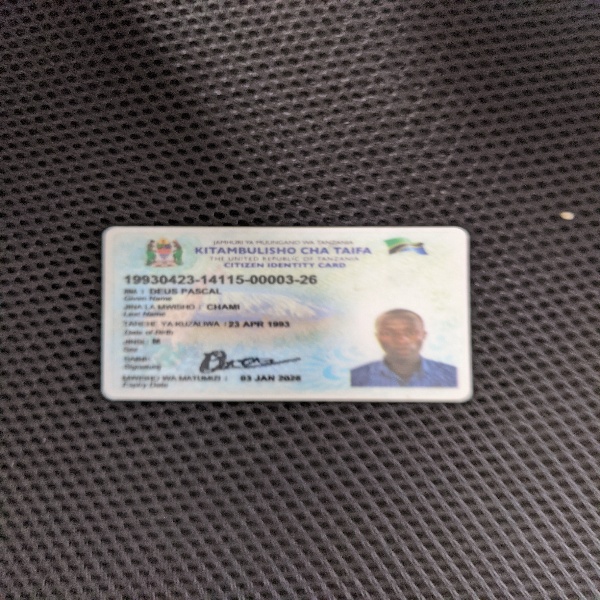 JAMHURI YA MUUNGANO WA TANZANIA
KITAMBULISHO CHA TAIFA
THE UNITED REPUBLIC OF TANZANIA
CITIZEN IDENTITY CARD
19930423-14115-00003-26
JINA : DEUS PASCAL
Given Name
JINA LA MWISHO : CHAMI
Last Name
TAREHE YA KUZALIWA : 23 APR 1993
Date of Birth
JINSI : M
Sex
SAINI :
Signature
MWISHO WA MATUMIZI : 03 JAN 2028
Expiry Date